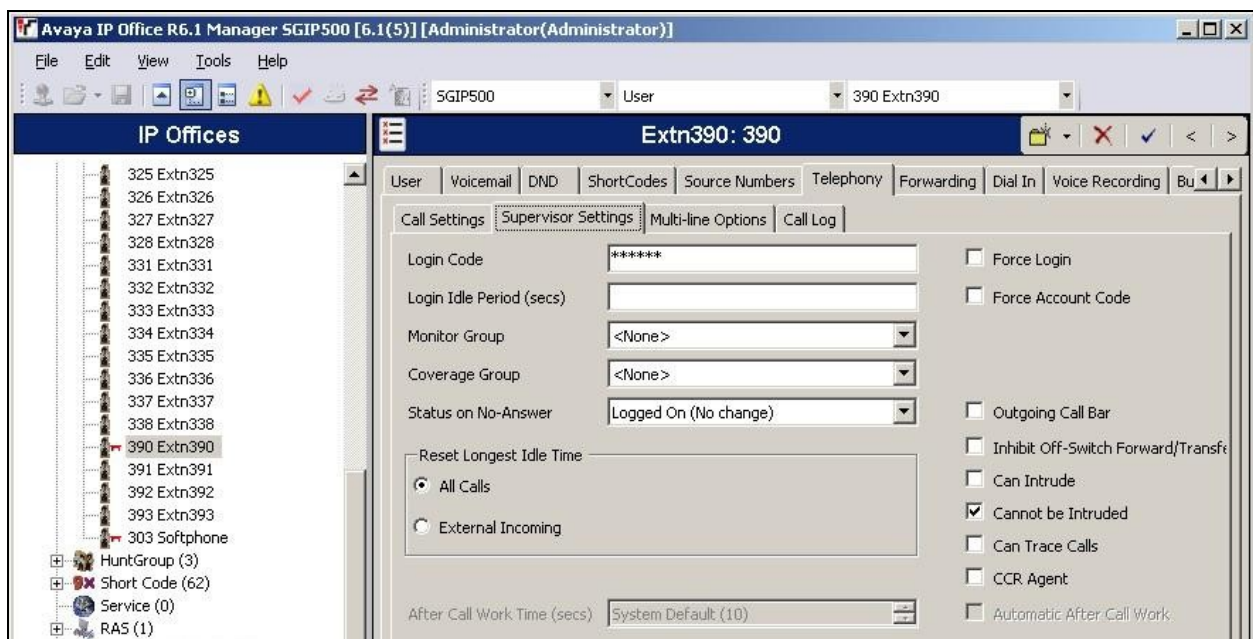 Avaya IP Office R6.1 Manager SGIP500 [6.1(5)] [Administrator(Administrator)]
File Edit View Tools Help
SGIP500 User 390 Extn390
IP Offices
325 Extn325
326 Extn326
327 Extn327
328 Extn328
331 Extn331
332 Extn332
333 Extn333
334 Extn334
335 Extn335
336 Extn336
337 Extn337
338 Extn338
390 Extn390
391 Extn391
392 Extn392
393 Extn393
303 Softphone
HuntGroup (3)
Short Code (62)
Service (0)
RAS (1)
Extn390: 390
User Voicemail DND ShortCodes Source Numbers Telephony Forwarding Dial In Voice Recording Bu
Call Settings Supervisor Settings Multi-line Options Call Log
Login Code ****** Force Login
Login Idle Period (secs) Force Account Code
Monitor Group <None>
Coverage Group <None>
Status on No-Answer Logged On (No change) Outgoing Call Bar
Inhibit Off-Switch Forward/Transfe
Reset Longest Idle Time
All Calls Can Intrude
Cannot be Intruded
External Incoming
Can Trace Calls
CCR Agent
After Call Work Time (secs) System Default (10) Automatic After Call Work